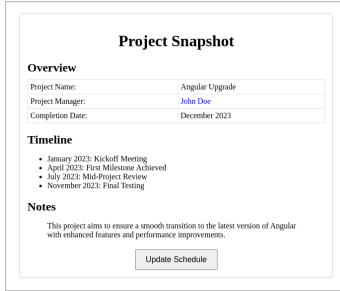 Project Snapshot
Overview
Project Name: Angular Upgrade
Project Manager: John Doe
Completion Date: December 2023
Timeline
• January 2023: Kickoff Meeting
• April 2023: First Milestone Achieved
• July 2023: Mid-Project Review
• November 2023: Final Testing
Notes
This project aims to ensure a smooth transition to the latest version of Angular
with enhanced features and performance improvements.
Update Schedule